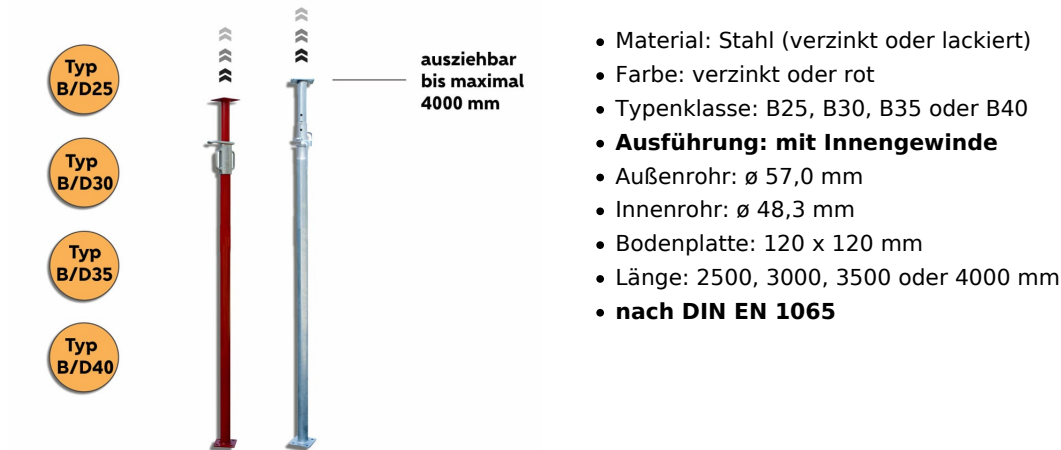 Typ
B/D25
Typ
B/D30
Typ
B/D35
Typ
B/D40
ausziehbar
bis maximal
4000 mm
• Material: Stahl (verzinkt oder lackiert)
• Farbe: verzinkt oder rot
• Typenklasse: B25, B30, B35 oder B40
• Ausführung: mit Innengewinde
• Außenrohr: ø 57,0 mm
• Innenrohr: ø 48,3 mm
• Bodenplatte: 120 x 120 mm
• Länge: 2500, 3000, 3500 oder 4000 mm
• nach DIN EN 1065